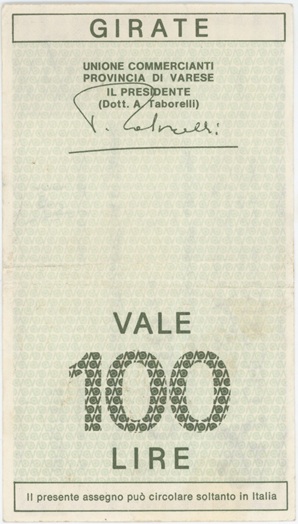 GIRATE
UNIONE COMMERCIANTI
PROVINCIA DI VARESE
IL PRESIDENTE
(Dott. A. Taborelli)
VALE
100
LIRE
Il presente assegno può circolare soltanto in Italia